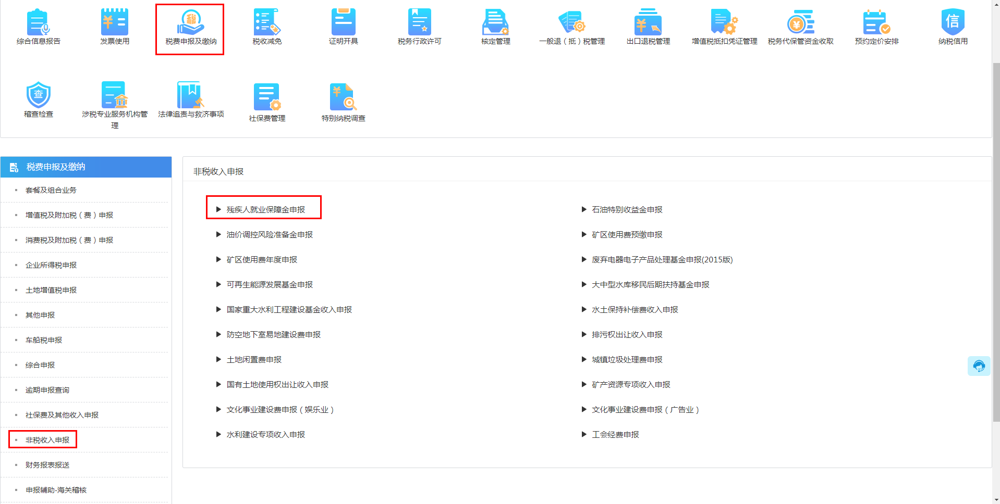 综合信息报告
发票使用
税费申报及缴纳
税收减免
证明开具
税务行政许可
核定管理
一般退（抵）税管理
出口退税管理
增值税抵扣凭证管理
税务代保管资金收取
预约定价安排
信
纳税信用
查
稽查检查
涉税专业服务机构管
理
法律追责与救济事项
社保费管理
特别纳税调查
税费申报及缴纳
套餐及组合业务
增值税及附加税（费）申报
消费税及附加税（费）申报
企业所得税申报
土地增值税申报
其他申报
车船税申报
综合申报
逾期申报查询
社保费及其他收入申报
非税收入申报
财务报表报送
申报辅助-海关稽核
非税收入申报
残疾人就业保障金申报
石油特别收益金申报
油价调控风险准备金申报
矿区使用费预缴申报
矿区使用费年度申报
废弃电器电子产品处理基金申报(2015版)
可再生能源发展基金申报
大中型水库移民后期扶持基金申报
国家重大水利工程建设基金收入申报
水土保持补偿费收入申报
防空地下室易地建设费申报
排污权出让收入申报
土地闲置费申报
城镇垃圾处理费申报
国有土地使用权出让收入申报
矿产资源专项收入申报
文化事业建设费申报（娱乐业）
文化事业建设费申报（广告业）
水利建设专项收入申报
工会经费申报